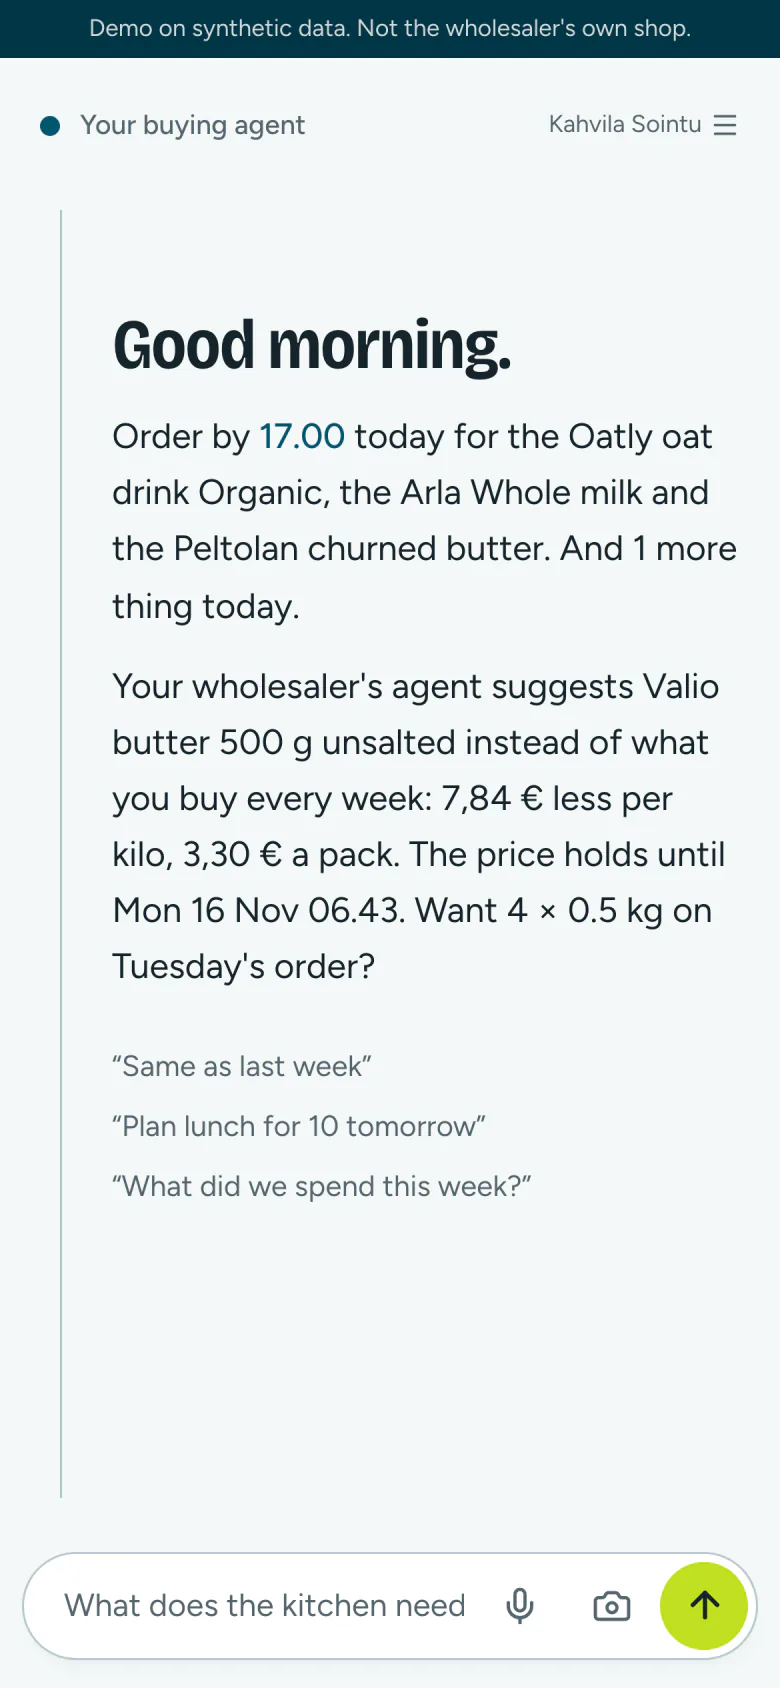 Demo on synthetic data. Not the wholesaler's own shop.
Your buying agent
Kahvila Sointu
Good morning.
Order by 17.00 today for the Oatly oat
drink Organic, the Arla Whole milk and
the Peltolan churned butter. And 1 more
thing today.
Your wholesaler's agent suggests Valio
butter 500 g unsalted instead of what
you buy every week: 7,84 € less per
kilo, 3,30 € a pack. The price holds until
Mon 16 Nov 06.43. Want 4 × 0.5 kg on
Tuesday's order?
“Same as last week”
“Plan lunch for 10 tomorrow”
“What did we spend this week?”
What does the kitchen need